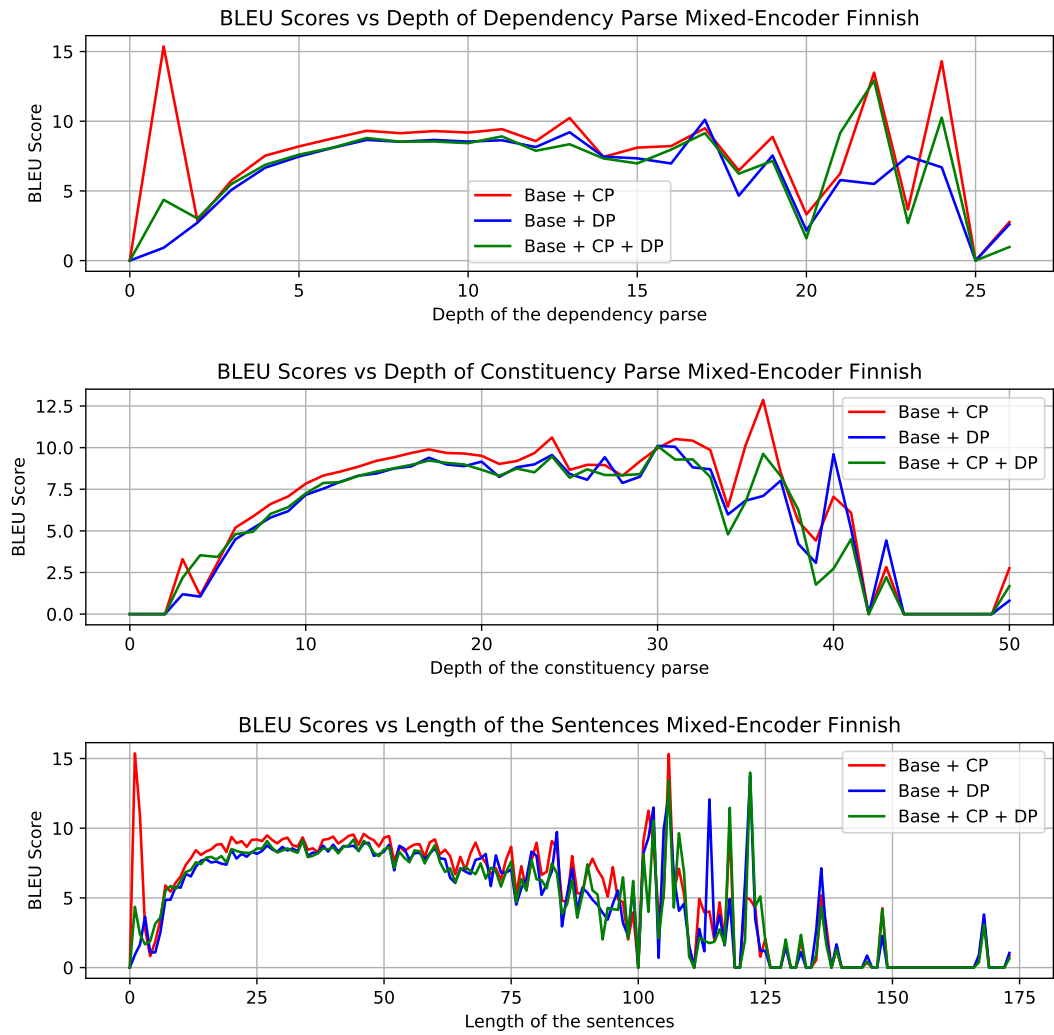 BLEU Scores vs Depth of Dependency Parse Mixed-Encoder Finnish
15
10
5
0
BLEU Score
Base + CP
Base + DP
Base + CP + DP
0 5 10 15 20 25
Depth of the dependency parse
BLEU Scores vs Depth of Constituency Parse Mixed-Encoder Finnish
12.5
10.0
7.5
5.0
2.5
0.0
BLEU Score
Base + CP
Base + DP
Base + CP + DP
0 10 20 30 40 50
Depth of the constituency parse
BLEU Scores vs Length of the Sentences Mixed-Encoder Finnish
15
10
5
0
BLEU Score
Base + CP
Base + DP
Base + CP + DP
0 25 50 75 100 125 150 175
Length of the sentences